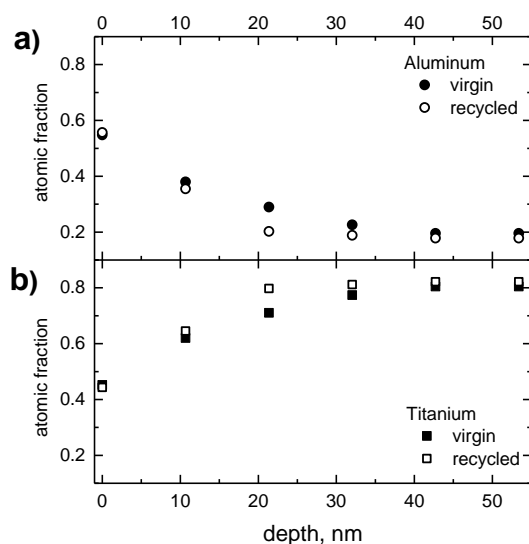 0 10 20 30 40 50
a)
Aluminum
virgin
recycled
0.8
0.6
0.4
0.2
atomic fraction
b)
0.8
0.6
0.4
0.2
atomic fraction
Titanium
virgin
recycled
0 10 20 30 40 50
depth, nm